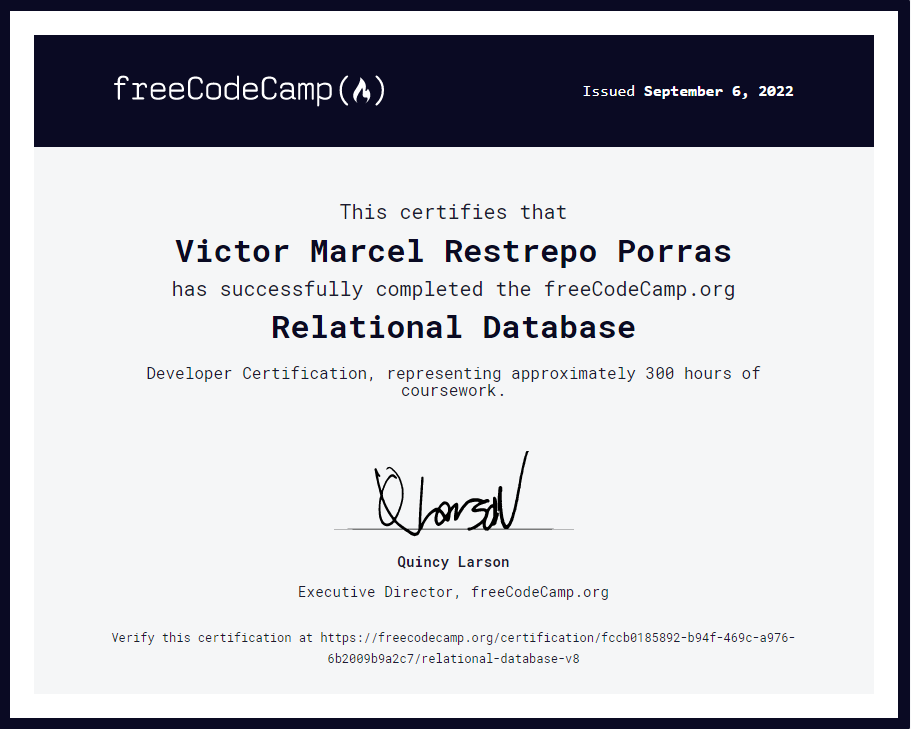 freeCodeCamp(🔥)
Issued September 6, 2022
This certifies that
Victor Marcel Restrepo Porras
has successfully completed the freeCodeCamp.org
Relational Database
Developer Certification, representing approximately 300 hours of
coursework.
Q Larson
Quincy Larson
Executive Director, freeCodeCamp.org
Verify this certification at https://freecodecamp.org/certification/fccb0185892-b94f-469c-a976-
6b2009b9a2c7/relational-database-v8